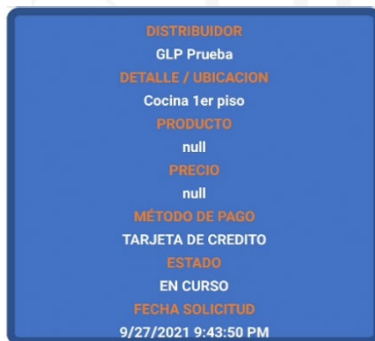 DISTRIBUIDOR
GLP Prueba
DETALLE / UBICACION
Cocina 1er piso
PRODUCTO
null
PRECIO
null
MÉTODO DE PAGO
TARJETA DE CREDITO
ESTADO
EN CURSO
FECHA SOLICITUD
9/27/2021 9:43:50 PM